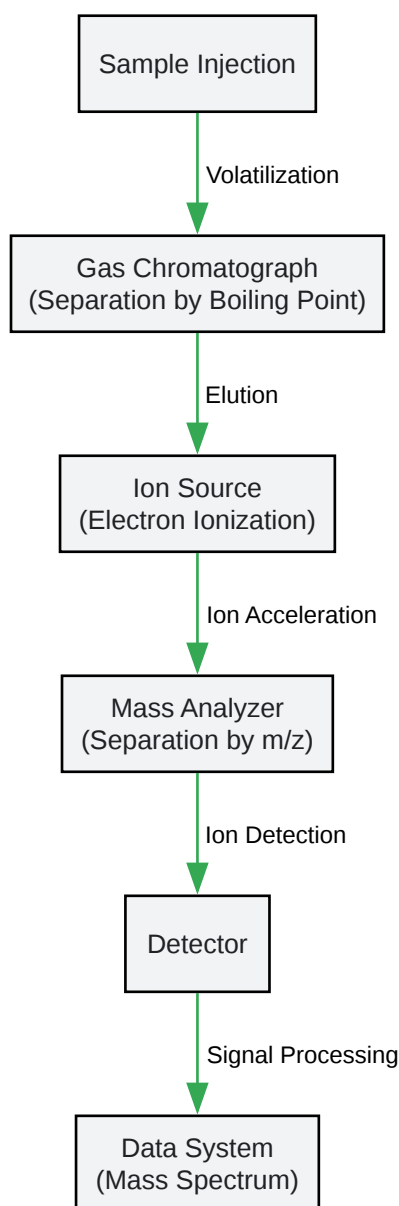 Sample Injection
Volatilization
Gas Chromatograph
(Separation by Boiling Point)
Elution
Ion Source
(Electron Ionization)
Ion Acceleration
Mass Analyzer
(Separation by m/z)
Ion Detection
Detector
Signal Processing
Data System
(Mass Spectrum)